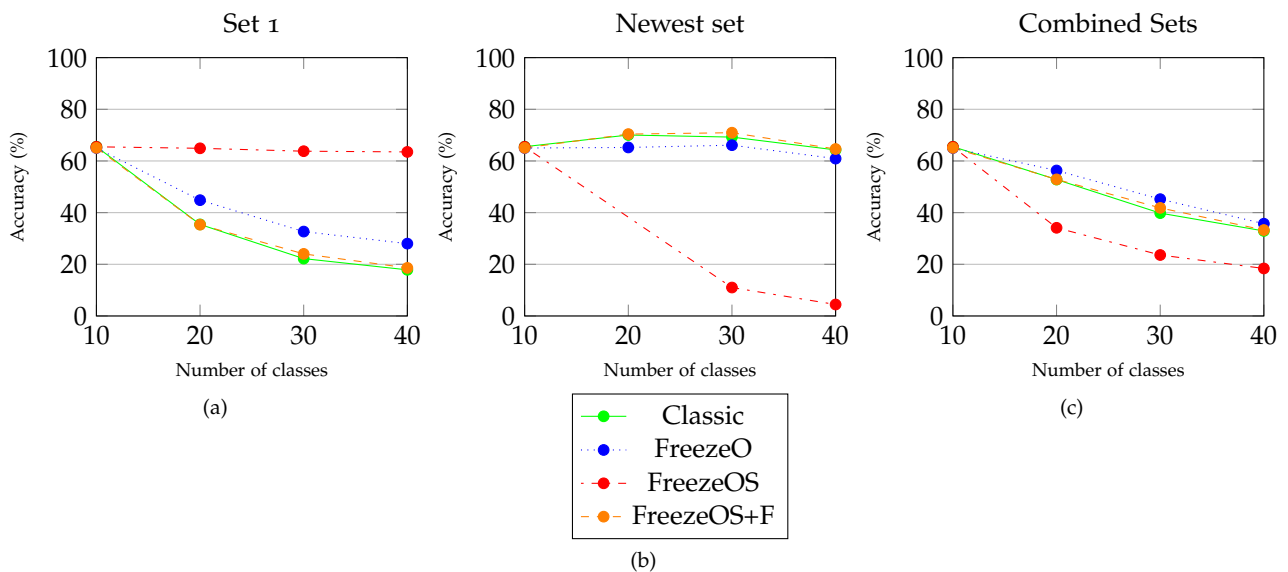 Set 1
Newest set
Combined Sets
Accuracy (%)
100
80
60
40
20
0
10
20
30
40
Number of classes
(a)
Accuracy (%)
100
80
60
40
20
0
10
20
30
40
Number of classes
Accuracy (%)
100
80
60
40
20
0
10
20
30
40
Number of classes
(c)
Classic
FreezeO
FreezeOS
FreezeOS+F
(b)